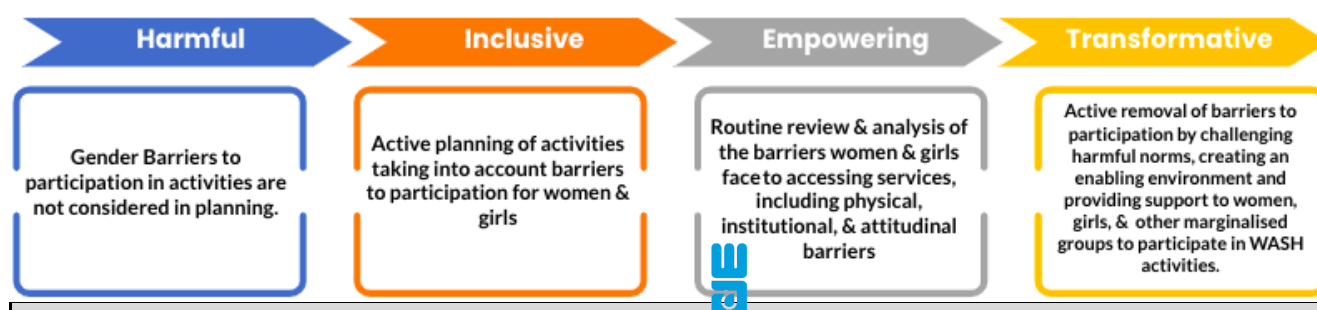 Harmful
Inclusive
Empowering
Transformative
Gender Barriers to
participation in activities are
not considered in planning.
Active planning of activities
taking into account barriers
to participation for women &
girls
Routine review & analysis of
the barriers women & girls
face to accessing services,
including physical,
institutional, & attitudinal
barriers
Active removal of barriers to
participation by challenging
harmful norms, creating an
enabling environment and
providing support to women,
girls, & other marginalised
groups to participate in WASH
activities.